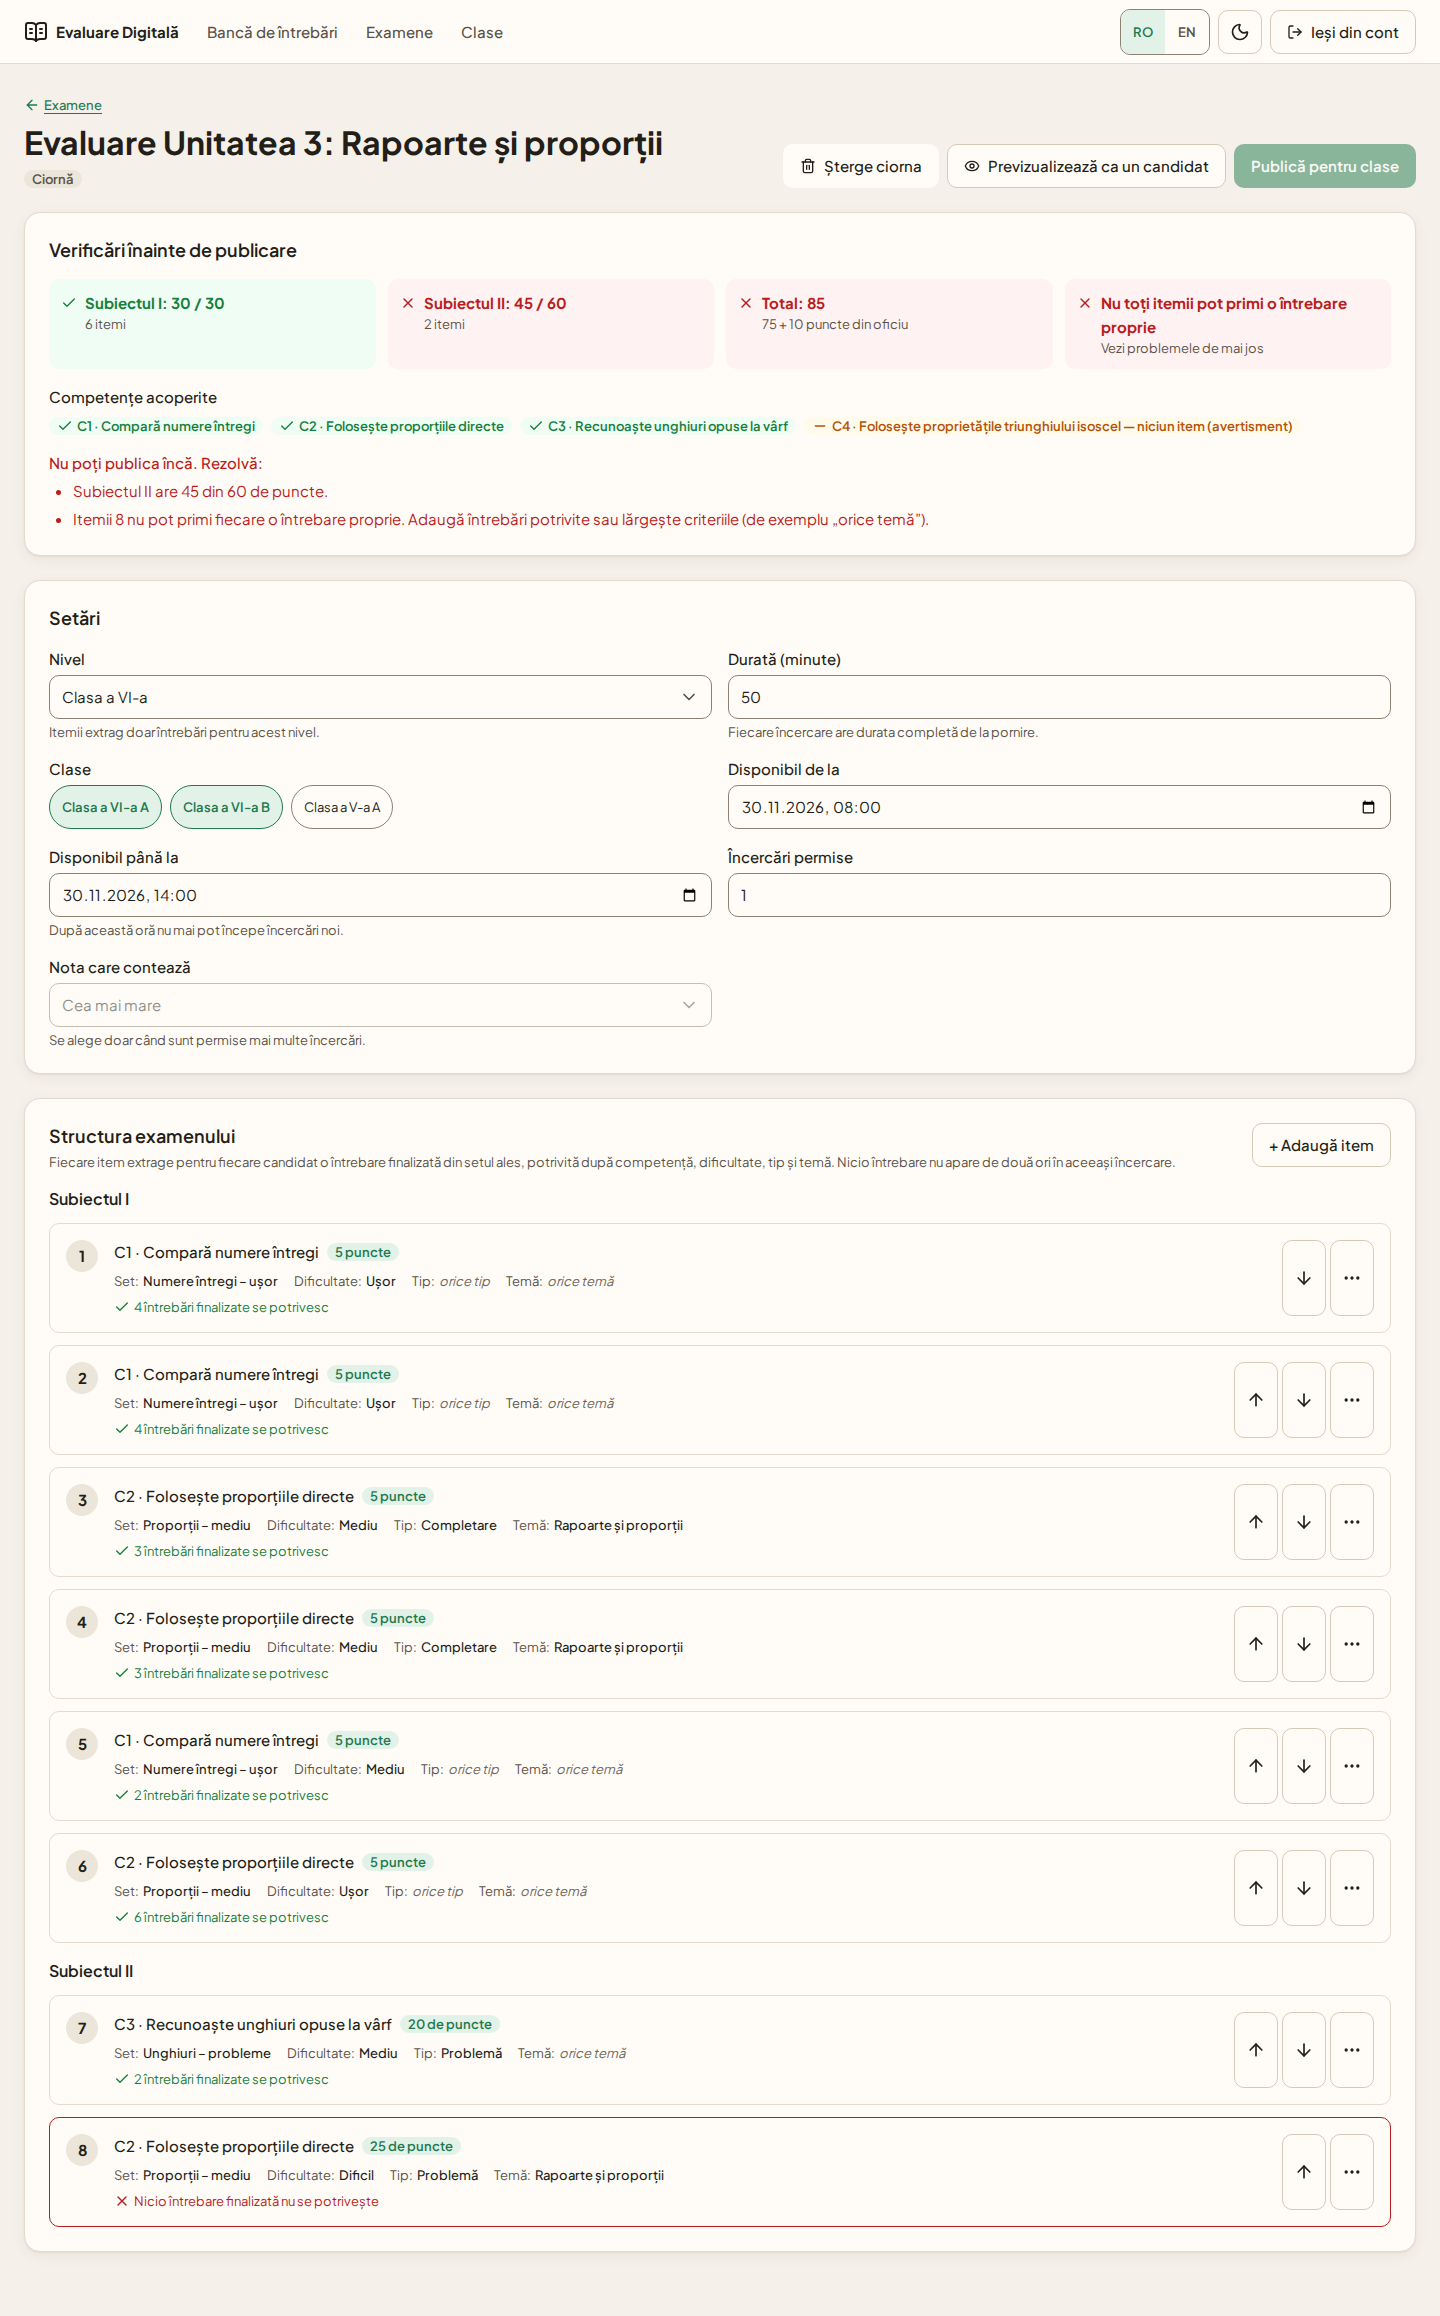 Evaluare Digitală
Bancă de întrebări
Examene
Clase
RO
EN
Ieși din cont
Examene
Evaluare Unitatea 3: Rapoarte și proporții
Ciornă
Șterge ciorna
Previzualizează ca un candidat
Publică pentru clase
Verificări înainte de publicare
Subiectul I: 30 / 30
6 itemi
Subiectul II: 45 / 60
2 itemi
Total: 85
75 + 10 puncte din oficiu
Nu toți itemii pot primi o întrebare
proprie
Vezi problemele de mai jos
Competențe acoperite
C1 · Compară numere întregi
C2 · Folosește proporțiile directe
C3 · Recunoaște unghiuri opuse la vârf
C4 · Folosește proprietățile triunghiului isoscel — niciun item (avertisment)
Nu poți publica încă. Rezolvă:
• Subiectul II are 45 din 60 de puncte.
• Itemii 8 nu pot primi fiecare o întrebare proprie. Adaugă întrebări potrivite sau lărgește criteriile (de exemplu „orice temă”).
Setări
Nivel
Clasa a VI-a
Itemii extrag doar întrebări pentru acest nivel.
Durată (minute)
50
Fiecare încercare are durata completă de la pornire.
Clase
Clasa a VI-a A
Clasa a VI-a B
Clasa a V-a A
Disponibil de la
30.11.2026, 08:00
Disponibil până la
30.11.2026, 14:00
După această oră nu mai pot începe încercări noi.
Încercări permise
1
Nota care contează
Cea mai mare
Se alege doar când sunt permise mai multe încercări.
Structura examenului
Fiecare item extrage pentru fiecare candidat o întrebare finalizată din setul ales, potrivită după competență, dificultate, tip și temă. Nicio întrebare nu apare de două ori în aceeași încercare.
+ Adaugă item
Subiectul I
1
C1 · Compară numere întregi 5 puncte
Set: Numere întregi – ușor Dificultate: Ușor Tip: orice tip Temă: orice temă
4 întrebări finalizate se potrivesc
2
C1 · Compară numere întregi 5 puncte
Set: Numere întregi – ușor Dificultate: Ușor Tip: orice tip Temă: orice temă
4 întrebări finalizate se potrivesc
3
C2 · Folosește proporțiile directe 5 puncte
Set: Proporții – mediu Dificultate: Mediu Tip: Completare Temă: Rapoarte și proporții
3 întrebări finalizate se potrivesc
4
C2 · Folosește proporțiile directe 5 puncte
Set: Proporții – mediu Dificultate: Mediu Tip: Completare Temă: Rapoarte și proporții
3 întrebări finalizate se potrivesc
5
C1 · Compară numere întregi 5 puncte
Set: Numere întregi – ușor Dificultate: Mediu Tip: orice tip Temă: orice temă
2 întrebări finalizate se potrivesc
6
C2 · Folosește proporțiile directe 5 puncte
Set: Proporții – mediu Dificultate: Ușor Tip: orice tip Temă: orice temă
6 întrebări finalizate se potrivesc
Subiectul II
7
C3 · Recunoaște unghiuri opuse la vârf 20 de puncte
Set: Unghiuri – probleme Dificultate: Mediu Tip: Problemă Temă: orice temă
2 întrebări finalizate se potrivesc
8
C2 · Folosește proporțiile directe 25 de puncte
Set: Proporții – mediu Dificultate: Dificil Tip: Problemă Temă: Rapoarte și proporții
Nicio întrebare finalizată nu se potrivește